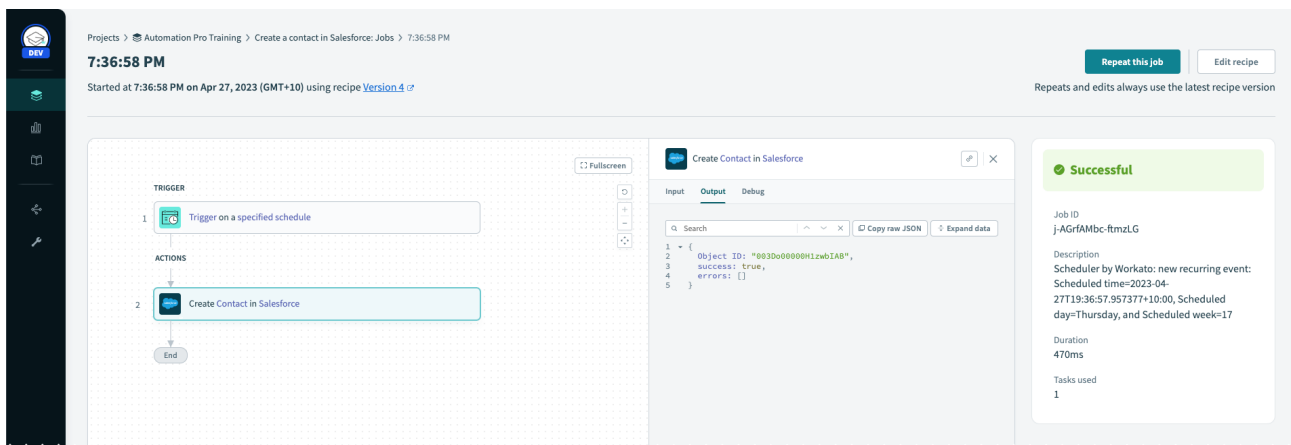 DEV
Projects > Automation Pro Training > Create a contact in Salesforce: Jobs > 7:36:58 PM
7:36:58 PM
Started at 7:36:58 PM on Apr 27, 2023 (GMT+10) using recipe Version 4
Repeat this job
Edit recipe
Repeats and edits always use the latest recipe version
Fullscreen
TRIGGER
1 Trigger on a specified schedule
ACTIONS
2 Create Contact in Salesforce
End
Create Contact in Salesforce
Input Output Debug
Search
Copy raw JSON
Expand data
1 {
2 Object ID: "003Do00000H1zwbIAB",
3 success: true,
4 errors: []
5 }
Successful
Job ID
j-AGrfAMbc-ftmzLG
Description
Scheduler by Workato: new recurring event:
Scheduled time=2023-04-
27T19:36:57.957377+10:00, Scheduled
day=Thursday, and Scheduled week=17
Duration
470ms
Tasks used
1